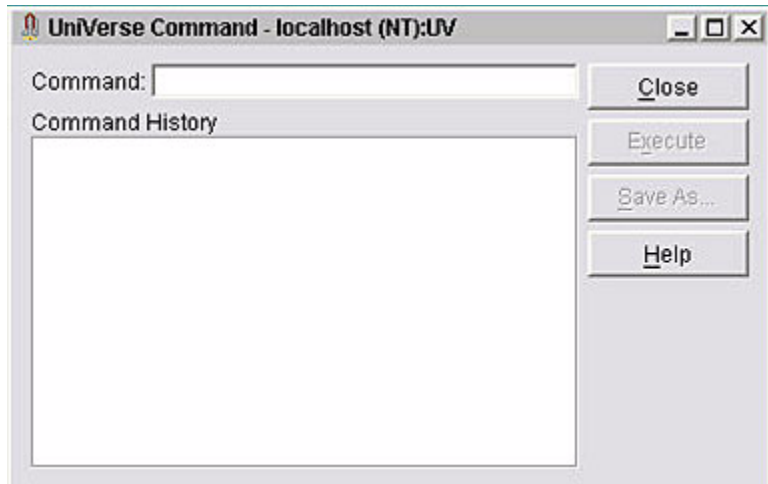 UniVerse Command - localhost (NT):UV
Command:
Close
Command History
Execute
Save As...
Help